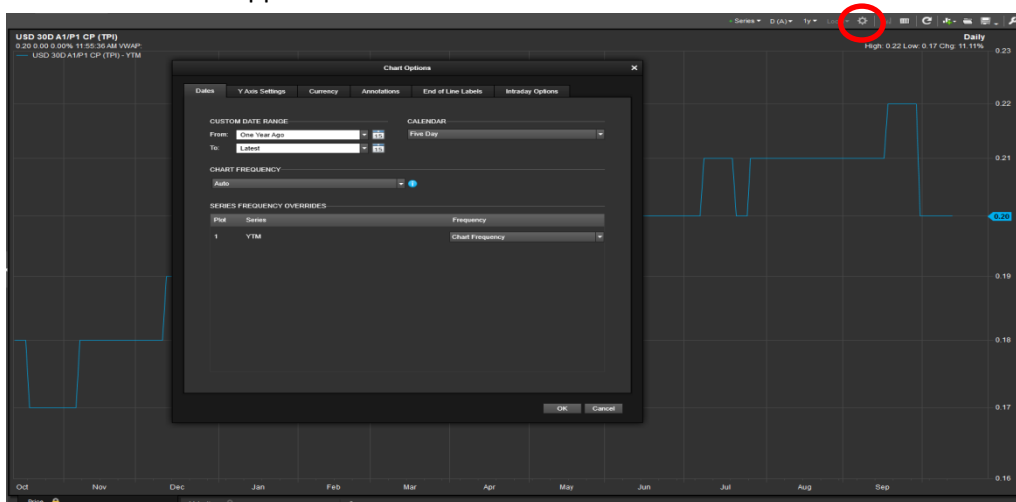 Series D (A) 1y
USD 30D A1/P1 CP (TPI)
0.20 0.00 0.00% 11:55:36 AM VWAP:
USD 30D A1/P1 CP (TPI) - YTM
Daily
High: 0.22 Low: 0.17 Chg: 11.11%
Chart Options
Dates Y Axis Settings Currency Annotations End of Line Labels Intraday Options
CUSTOM DATE RANGE CALENDAR
From: One Year Ago Five Day
To: Latest
CHART FREQUENCY
Auto
SERIES FREQUENCY OVERRIDES
Plot Series Frequency
1 YTM Chart Frequency
OK Cancel
0.23
0.22
0.21
0.20
0.19
0.18
0.17
0.16
Oct Nov Dec Jan Feb Mar Apr May Jun Jul Aug Sep
Price